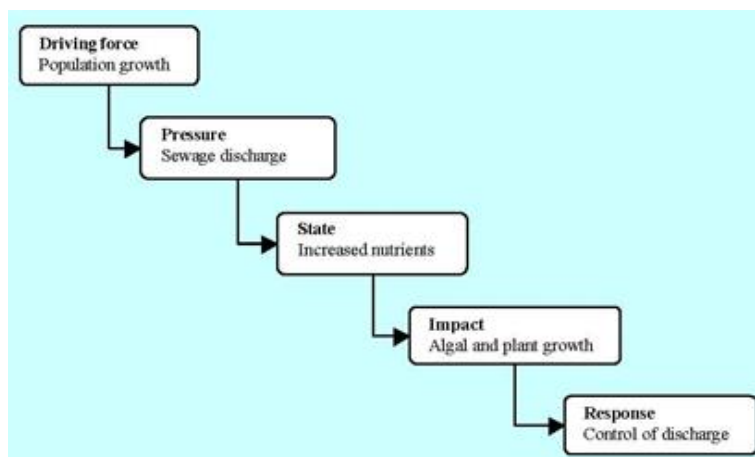 Driving force
Population growth
Pressure
Sewage discharge
State
Increased nutrients
Impact
Algal and plant growth
Response
Control of discharge